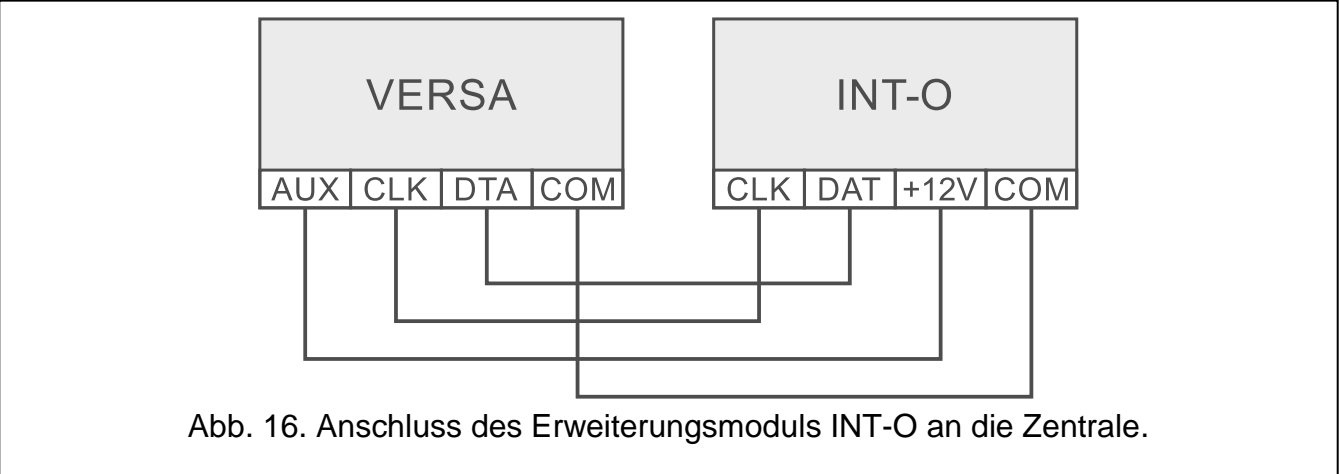 VERSA INT-O
AUX CLK DTA COM CLK DAT +12V COM
Abb. 16. Anschluss des Erweiterungsmoduls INT-O an die Zentrale.